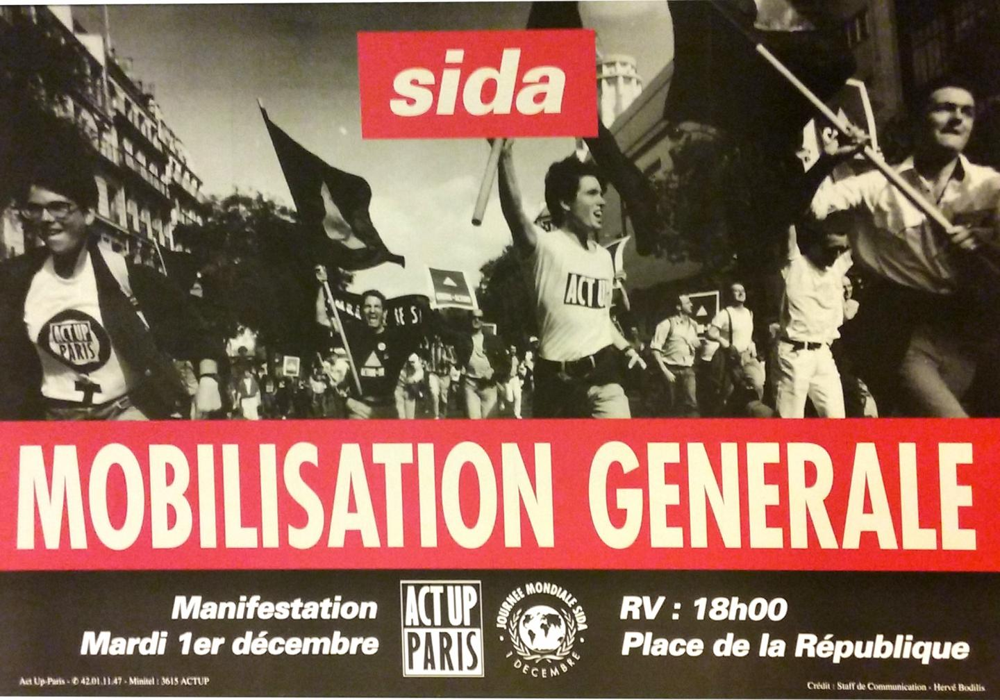 sida
ACT UP
PARIS
ACT U
MOBILISATION GENERALE
Manifestation
Mardi 1er décembre
ACT UP
PARIS
JOURNEE MONDIALE SIDA
1 DECEMBRE
RV : 18h00
Place de la République
Act Up-Paris - ✆ 42.01.11.47 - Minitel : 3615 ACTUP
Crédit : Staff de Communication - Hervé Bodilis